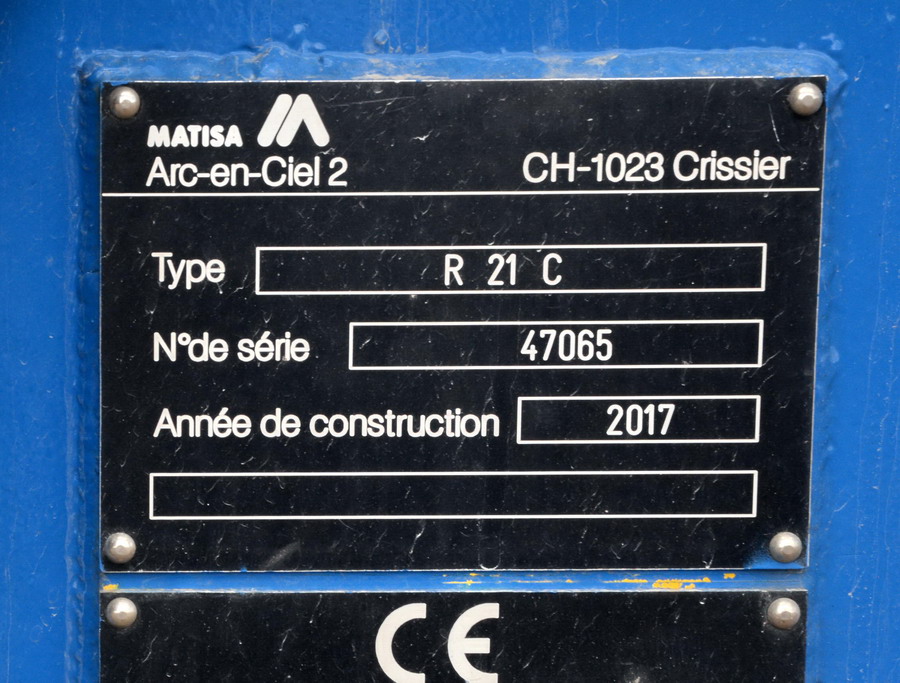 MATISA
Arc-en-Ciel 2 CH-1023 Crissier
Type R 21 C
N°de série 47065
Année de construction 2017
CE